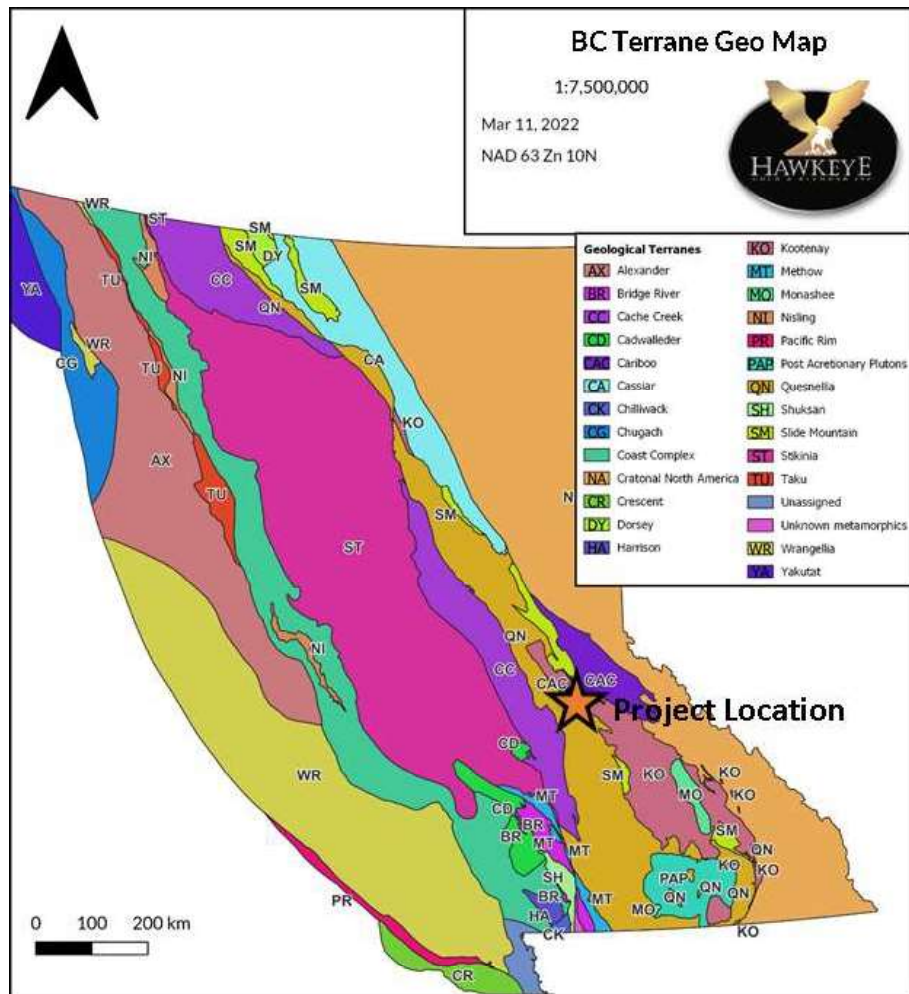 BC Terrane Geo Map
1:7,500,000
Mar 11, 2022
NAD 63 Zn 10N
HAWKEYE
Geological Terranes
AX Alexander
BR Bridge River
CC Cache Creek
CD Cadwalleder
CAC Cariboo
CA Cassiar
CK Chilliwack
CG Chugach
Coast Complex
NA Cratonal North America
CR Crescent
DY Dorsey
HA Harrison
KO Kootenay
MT Methow
MO Monashee
NI Nisling
PR Pacific Rim
PAP Post Acretionary Plutons
QN Quesnellia
SH Shuksan
SM Slide Mountain
ST Stikinia
TU Taku
Unassigned
Unknown metamorphics
WR Wrangellia
YA Yakutat
WR
ST
SM
SM
DY
NI
CC
TU
SM
YA
QN
WR
CG
TU
NI
CA
KO
AX
TU
SM
N
ST
QN
NI
CC
CAC
CAC
Project Location
WR
CD
SM
KO
KO
MO
KO
MT
CD
BR
BR
MT
MT
SM
QN
KO
KO
SH
PAP
QN
QN
QN
BR
MT
MO
HA
CK
KO
PR
CR
0 100 200 km